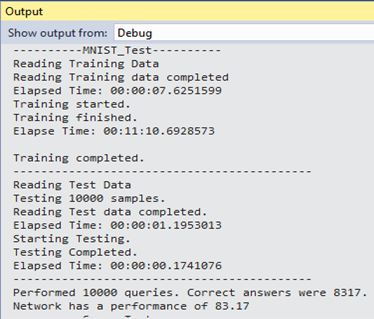 Output
Show output from: Debug
----------MNIST_Test----------
Reading Training Data
Reading Training data completed
Elapsed Time: 00:00:07.6251599
Training started.
Training finished.
Elapse Time: 00:11:10.6928573
Training completed.
-----------------------------------------
Reading Test Data
Testing 10000 samples.
Reading Test data completed.
Elapsed Time: 00:00:01.1953013
Starting Testing.
Testing Completed.
Elapsed Time: 00:00:00.1741076
-----------------------------------------
Performed 10000 queries. Correct answers were 8317.
Network has a performance of 83.17